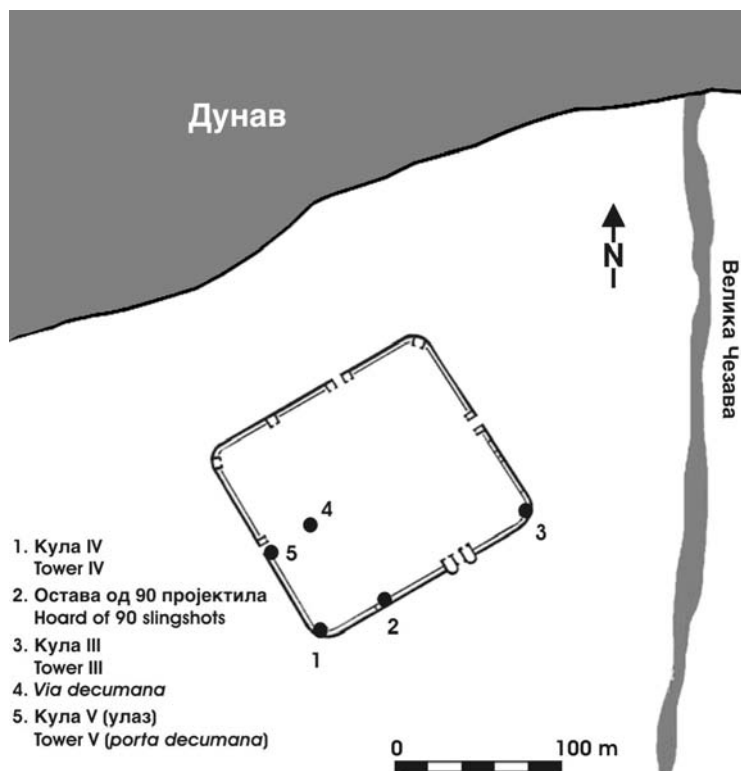 Дунав
N
Велика Чезава
4
5
3
2
1
1. Кула IV
Tower IV
2. Остава од 90 пројектила
Hoard of 90 slingshots
3. Кула III
Tower III
4. Via decumana
5. Кула V (улаз)
Tower V (porta decumana)
0 100 m